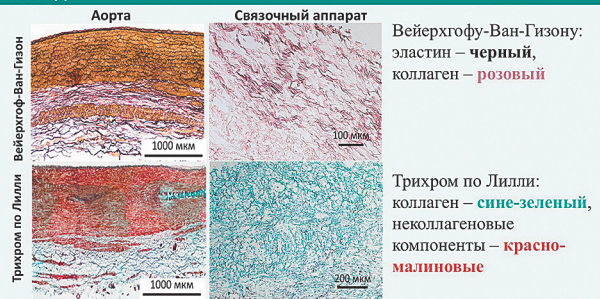 Аорта
Связочный аппарат
Вейерхгоф-Ван-Гизон
1000 мкм
100 мкм
Вейерхгофу-Ван-Гизону:
эластин – черный,
коллаген – розовый
Трихром по Лилли
1000 мкм
200 мкм
Трихром по Лилли:
коллаген – сине-зеленый,
неколлагеновые
компоненты – красно-
малиновые